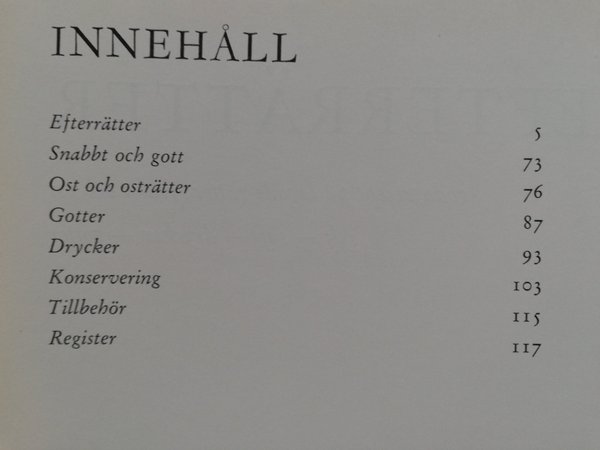 INNEHÅLL
Efterrätter 5
Snabbt och gott 73
Ost och osträtter 76
Gotter 87
Drycker 93
Konservering 103
Tillbehör 115
Register 117